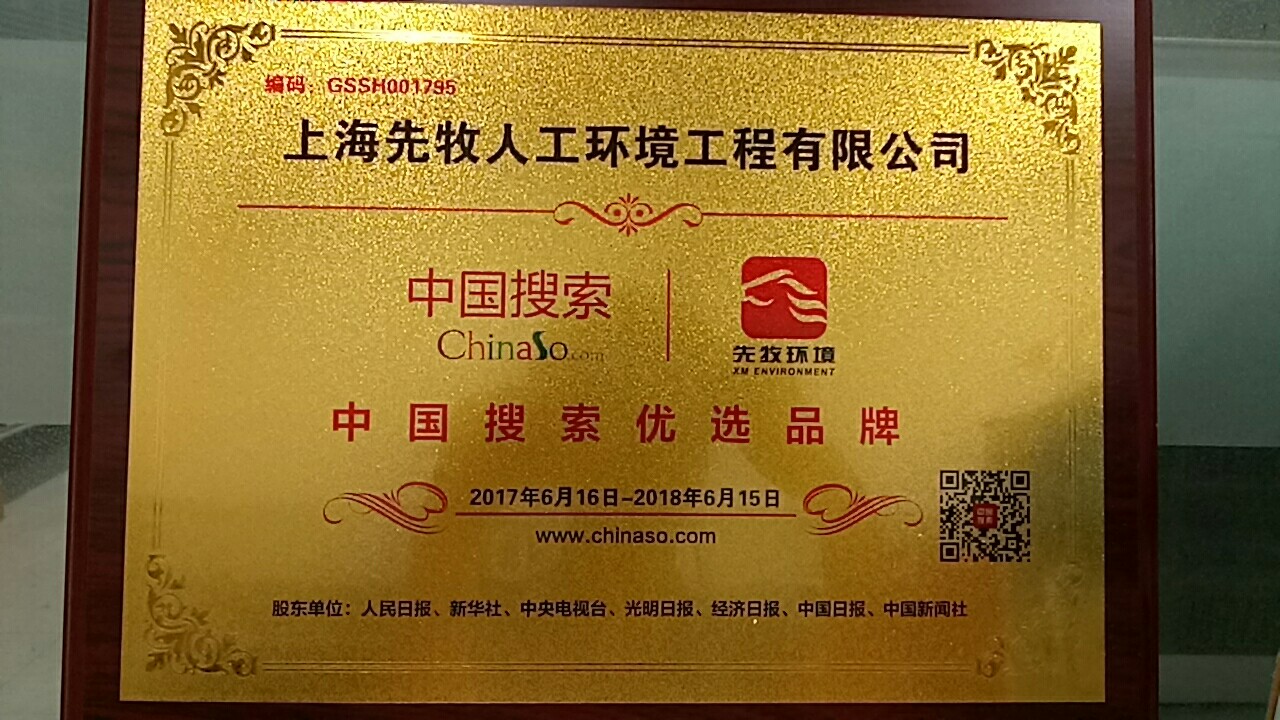 编码：GSSH001795
上海先牧人工环境工程有限公司
中国搜索
ChinaSo.com
先牧环境
XM ENVIRONMENT
中国搜索优选品牌
2017年6月16日-2018年6月15日
www.chinaso.com
中国
搜索
股东单位：人民日报、新华社、中央电视台、光明日报、经济日报、中国日报、中国新闻社